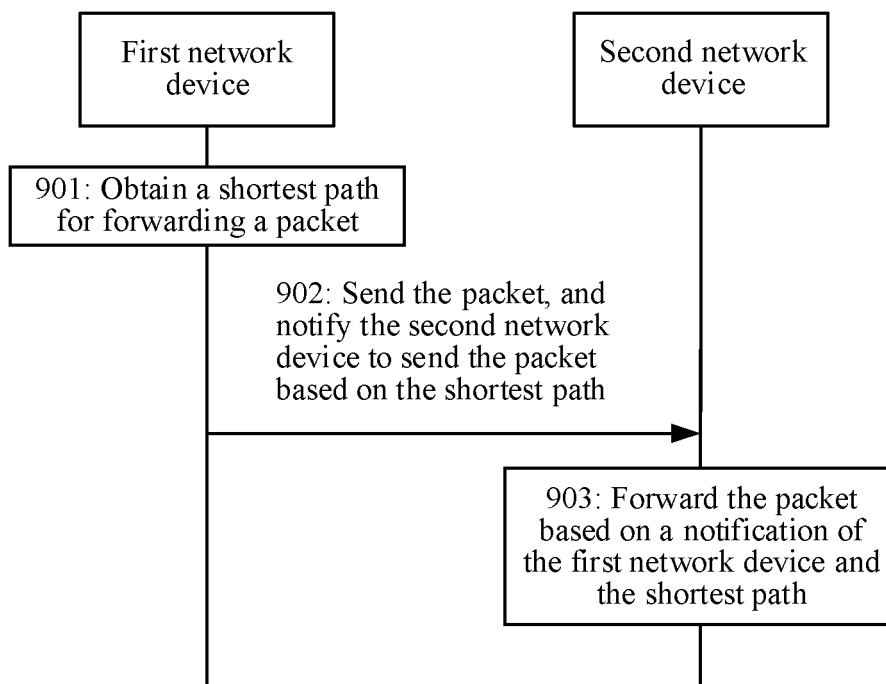 First network
device
Second network
device
901: Obtain a shortest path
for forwarding a packet
902: Send the packet, and
notify the second network
device to send the packet
based on the shortest path
903: Forward the packet
based on a notification of
the first network device and
the shortest path